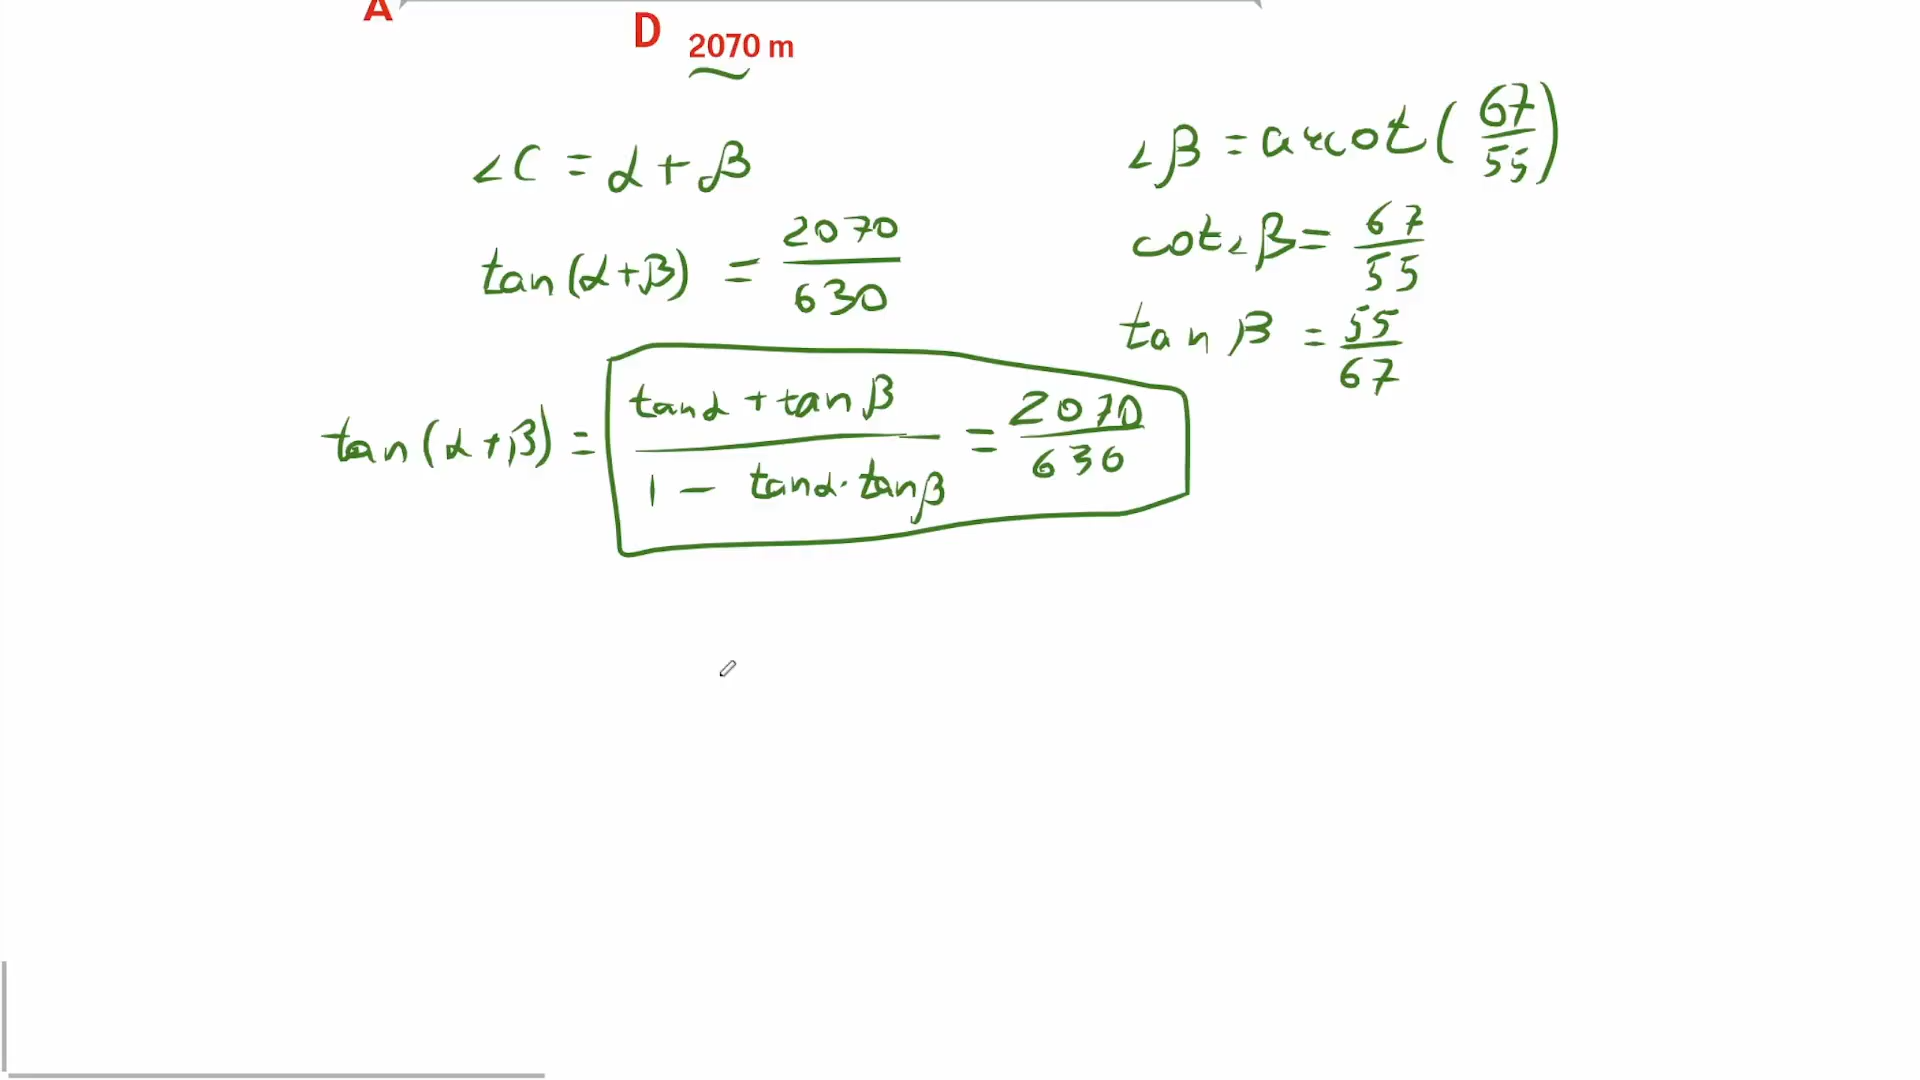 A
D 2070 m
∠C = α + β
tan(α+β) = 2070/630
tan(α+β) = (tanα + tanβ)/(1 − tanα·tanβ) = 2070/630
∠β = arccot(67/55)
cot∠β = 67/55
tan β = 55/67